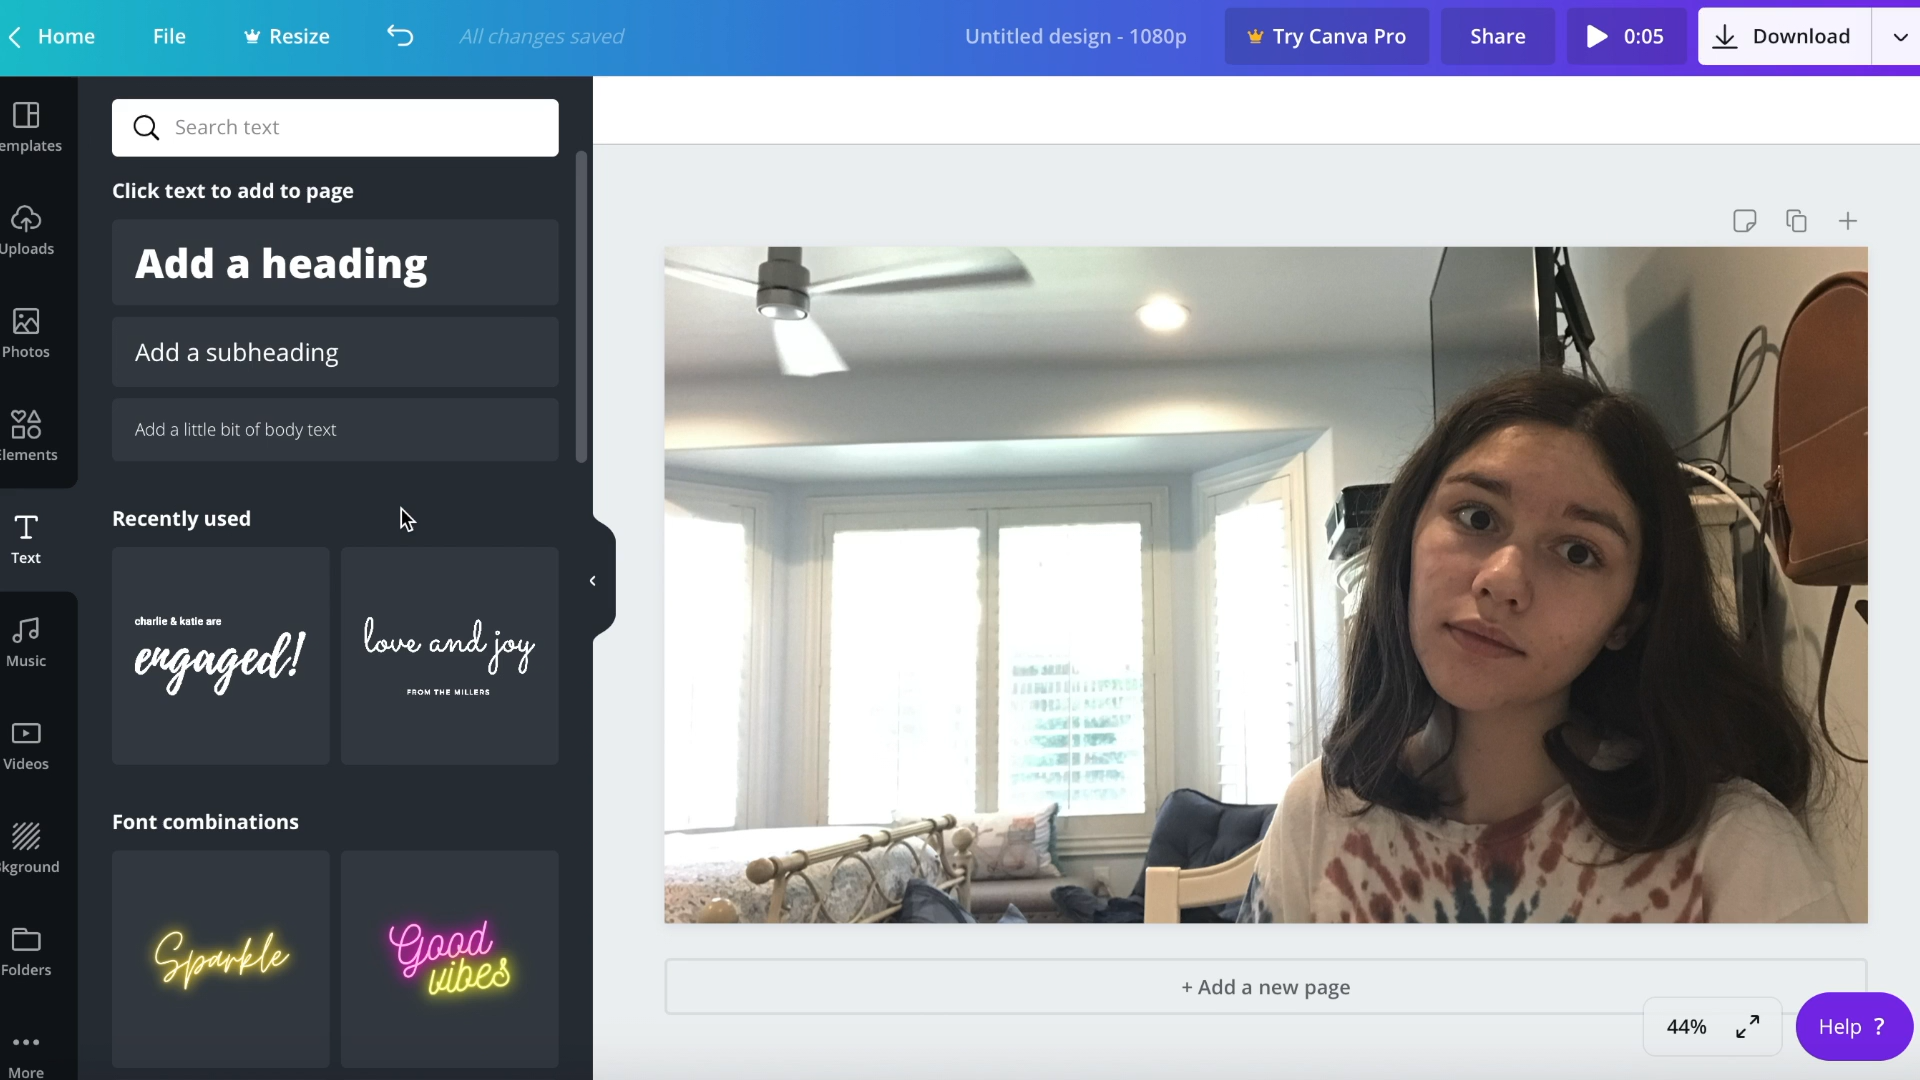 Home File Resize All changes saved Untitled design - 1080p Try Canva Pro Share 0:05 Download
emplates
Uploads
Photos
Elements
Text
Music
Videos
kground
Folders
More
Search text
Click text to add to page
Add a heading
Add a subheading
Add a little bit of body text
Recently used
charlie & katie are
engaged!
love and joy
FROM THE MILLERS
Font combinations
Sparkle
Good
vibes
+ Add a new page
44%
Help ?